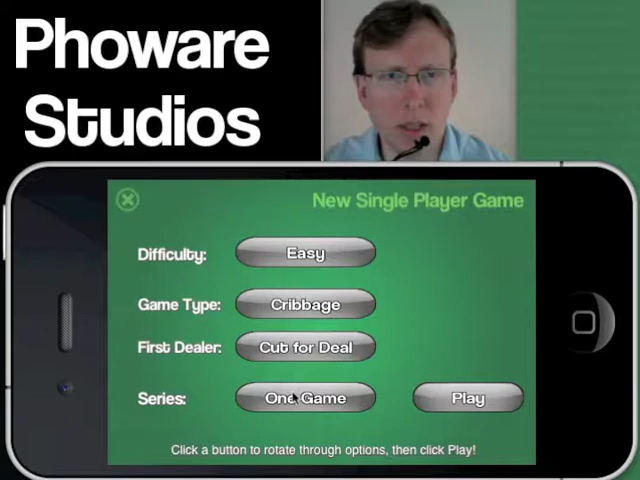 Phoware
Studios
New Single Player Game
Difficulty: Easy
Game Type: Cribbage
First Dealer: Cut for Deal
Series: One Game Play
Click a button to rotate through options, then click Play!